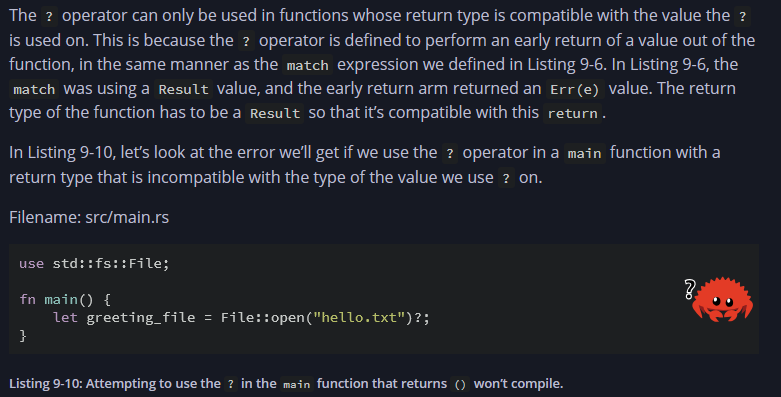 The ? operator can only be used in functions whose return type is compatible with the value the ?
is used on. This is because the ? operator is defined to perform an early return of a value out of the
function, in the same manner as the match expression we defined in Listing 9-6. In Listing 9-6, the
match was using a Result value, and the early return arm returned an Err(e) value. The return
type of the function has to be a Result so that it’s compatible with this return.
In Listing 9-10, let’s look at the error we’ll get if we use the ? operator in a main function with a
return type that is incompatible with the type of the value we use ? on.
Filename: src/main.rs
use std::fs::File;
fn main() {
    let greeting_file = File::open("hello.txt")?;
}
?
Listing 9-10: Attempting to use the ? in the main function that returns () won’t compile.